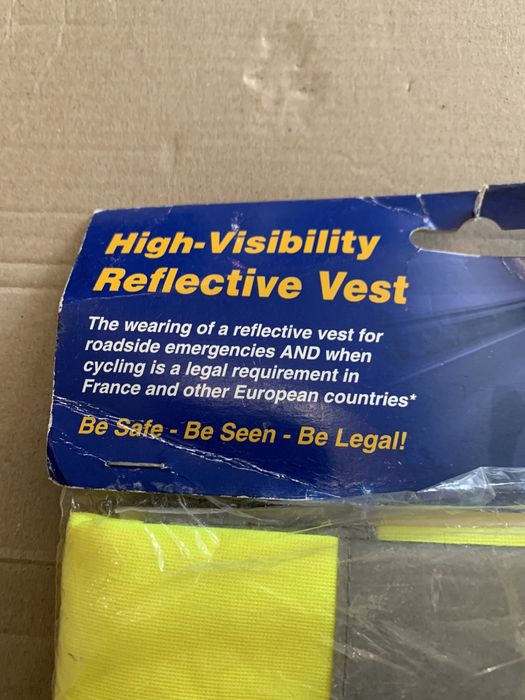 High-Visibility
Reflective Vest
The wearing of a reflective vest for
roadside emergencies AND when
cycling is a legal requirement in
France and other European countries*
Be Safe - Be Seen - Be Legal!